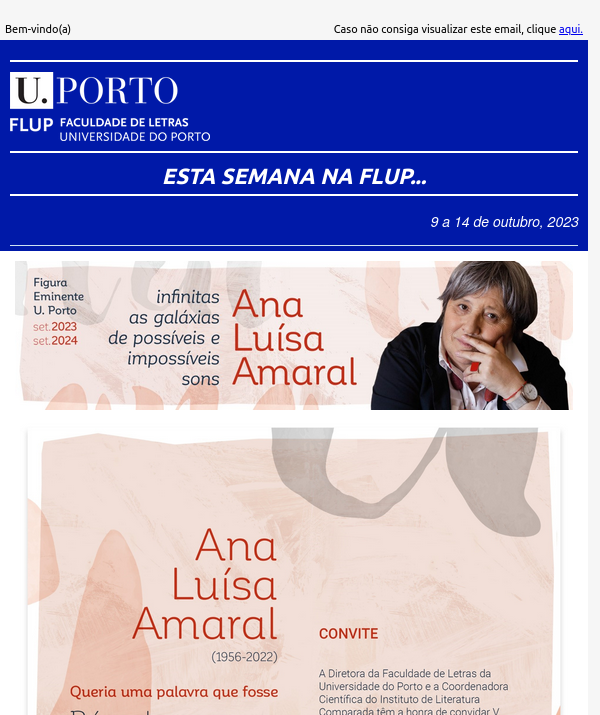 Bem-vindo(a)
Caso não consiga visualizar este email, clique aqui.
U.PORTO
FLUP FACULDADE DE LETRAS
UNIVERSIDADE DO PORTO
ESTA SEMANA NA FLUP...
9 a 14 de outubro, 2023
Figura
Eminente
U. Porto
set.2023
set.2024
infinitas
as galáxias
de possíveis e
impossíveis
sons
Ana
Luísa
Amaral
Ana
Luísa
Amaral
(1956-2022)
Queria uma palavra que fosse
CONVITE
A Diretora da Faculdade de Letras da
Universidade do Porto e a Coordenadora
Científica do Instituto de Literatura
Comparada têm a honra de convidar V.